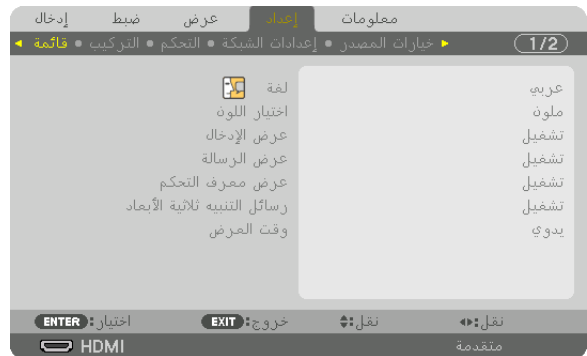 إدخال ضبط عرض إعداد معلومات
◄ قائمة • التركيب • التحكم • إعدادات الشبكة • خيارات المصدر ► 1/2
لغة عربي
اختيار اللون ملون
عرض الإدخال تشغيل
عرض الرسالة تشغيل
عرض معرف التحكم تشغيل
رسائل التنبيه ثلاثية الأبعاد تشغيل
وقت العرض يدوي
ENTER :اختيار EXIT :خروج نقل: نقل:
HDMI متقدمة